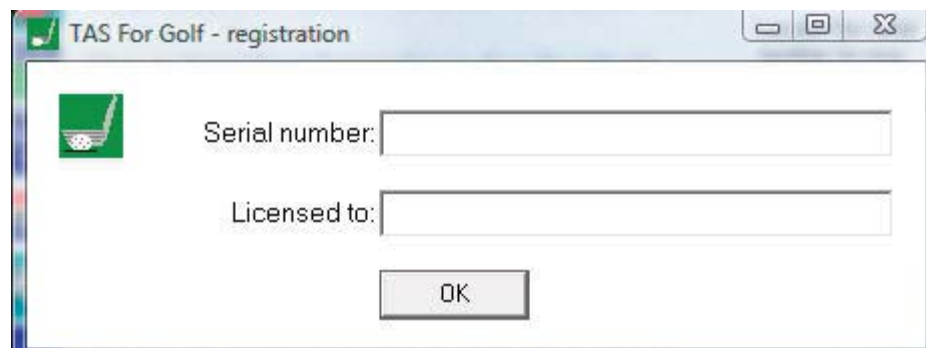 TAS For Golf - registration
Serial number:
Licensed to:
OK